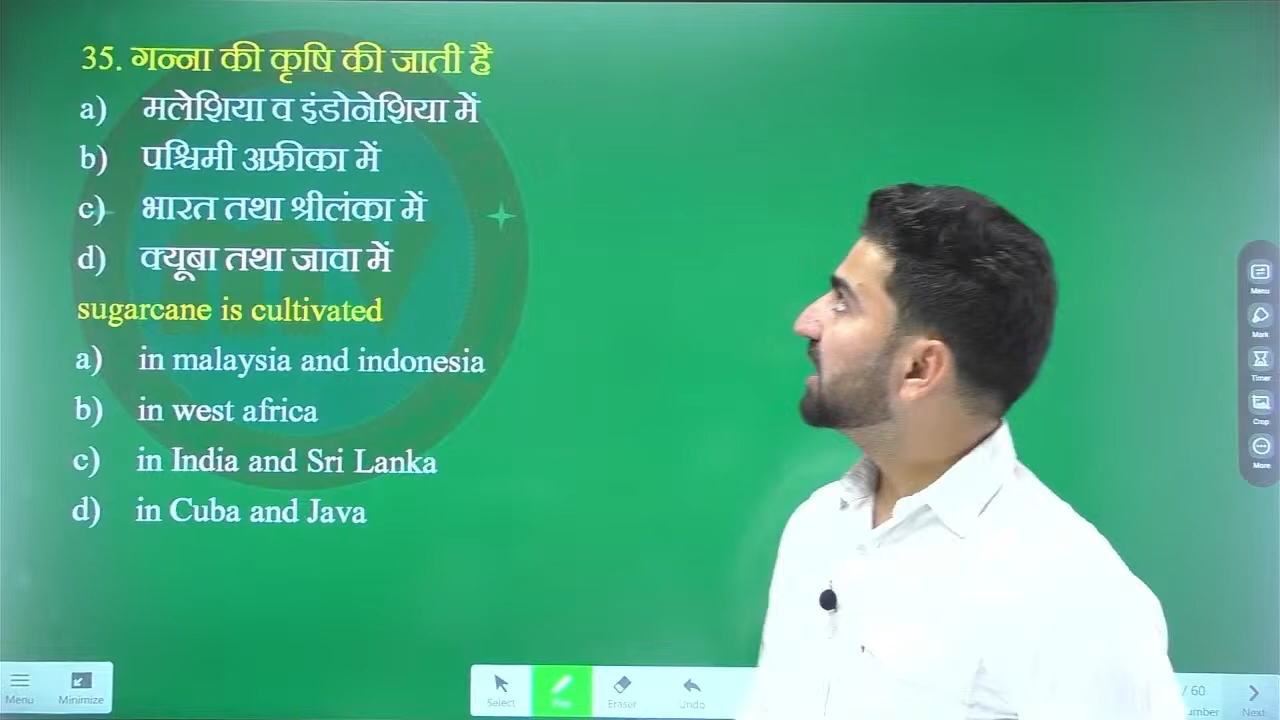 35. गन्ना की कृषि की जाती है
a) मलेशिया व इंडोनेशिया में
b) पश्चिमी अफ्रीका में
c) भारत तथा श्रीलंका में
d) क्यूबा तथा जावा में
sugarcane is cultivated
a) in malaysia and indonesia
b) in west africa
c) in India and Sri Lanka
d) in Cuba and Java
Menu
Mark
Timer
Crop
More
Menu Minimize Select Pen Eraser Undo / 60 Next